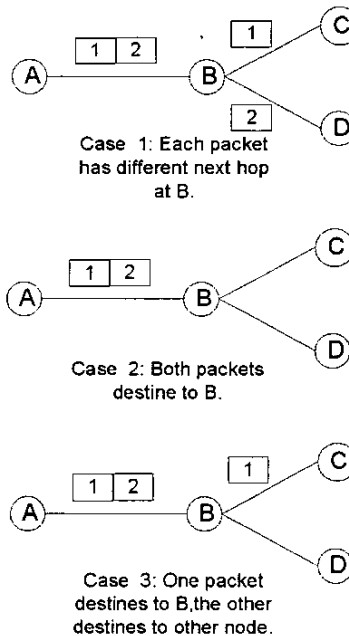 1
1 2
C
A
B
2
D
Case 1: Each packet
has different next hop
at B.
C
1 2
A
B
D
Case 2: Both packets
destine to B.
1
C
1 2
A
B
D
Case 3: One packet
destines to B,the other
destines to other node.